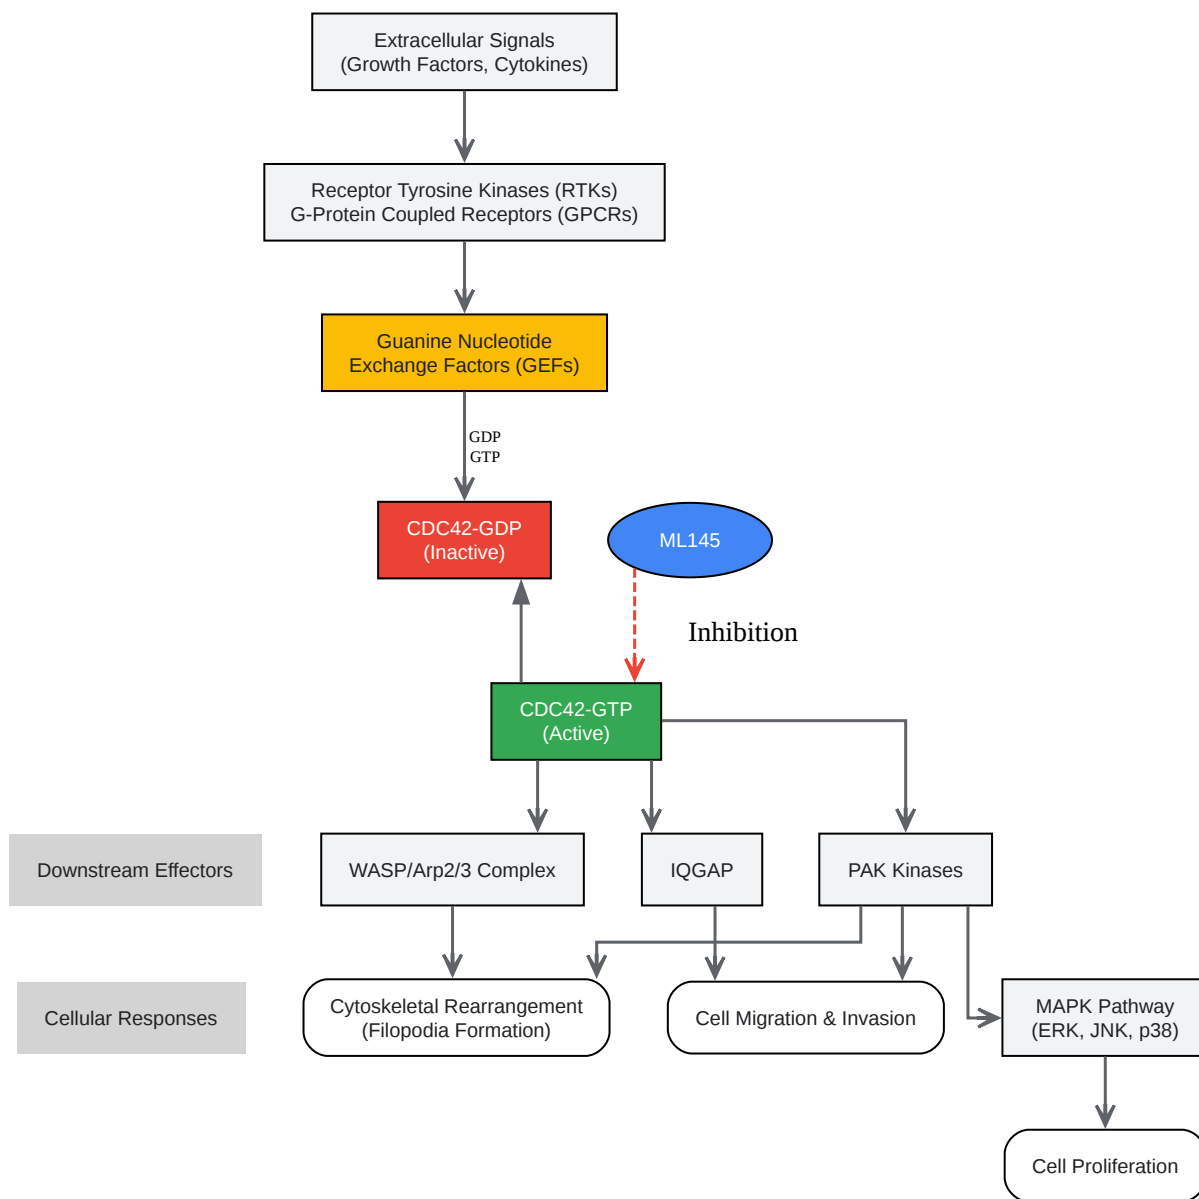 Extracellular Signals
(Growth Factors, Cytokines)
Receptor Tyrosine Kinases (RTKs)
G-Protein Coupled Receptors (GPCRs)
Guanine Nucleotide
Exchange Factors (GEFs)
GDP
GTP
CDC42-GDP
(Inactive)
ML145
Inhibition
CDC42-GTP
(Active)
Downstream Effectors
WASP/Arp2/3 Complex
IQGAP
PAK Kinases
Cellular Responses
Cytoskeletal Rearrangement
(Filopodia Formation)
Cell Migration & Invasion
MAPK Pathway
(ERK, JNK, p38)
Cell Proliferation